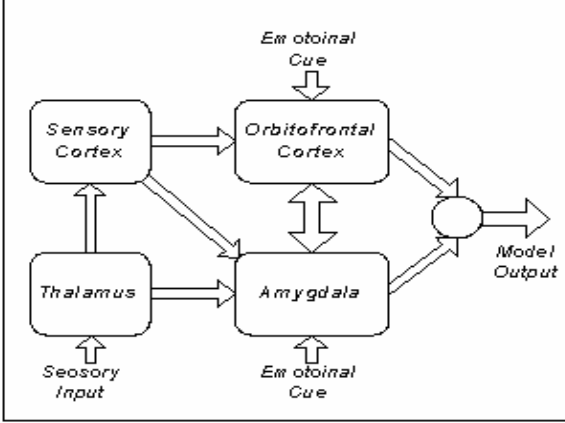 Emotoinal
Cue
Sensory
Cortex
Orbitofrontal
Cortex
Model
Output
Thalamus
Amygdala
Seosory
Input
Emotoinal
Cue